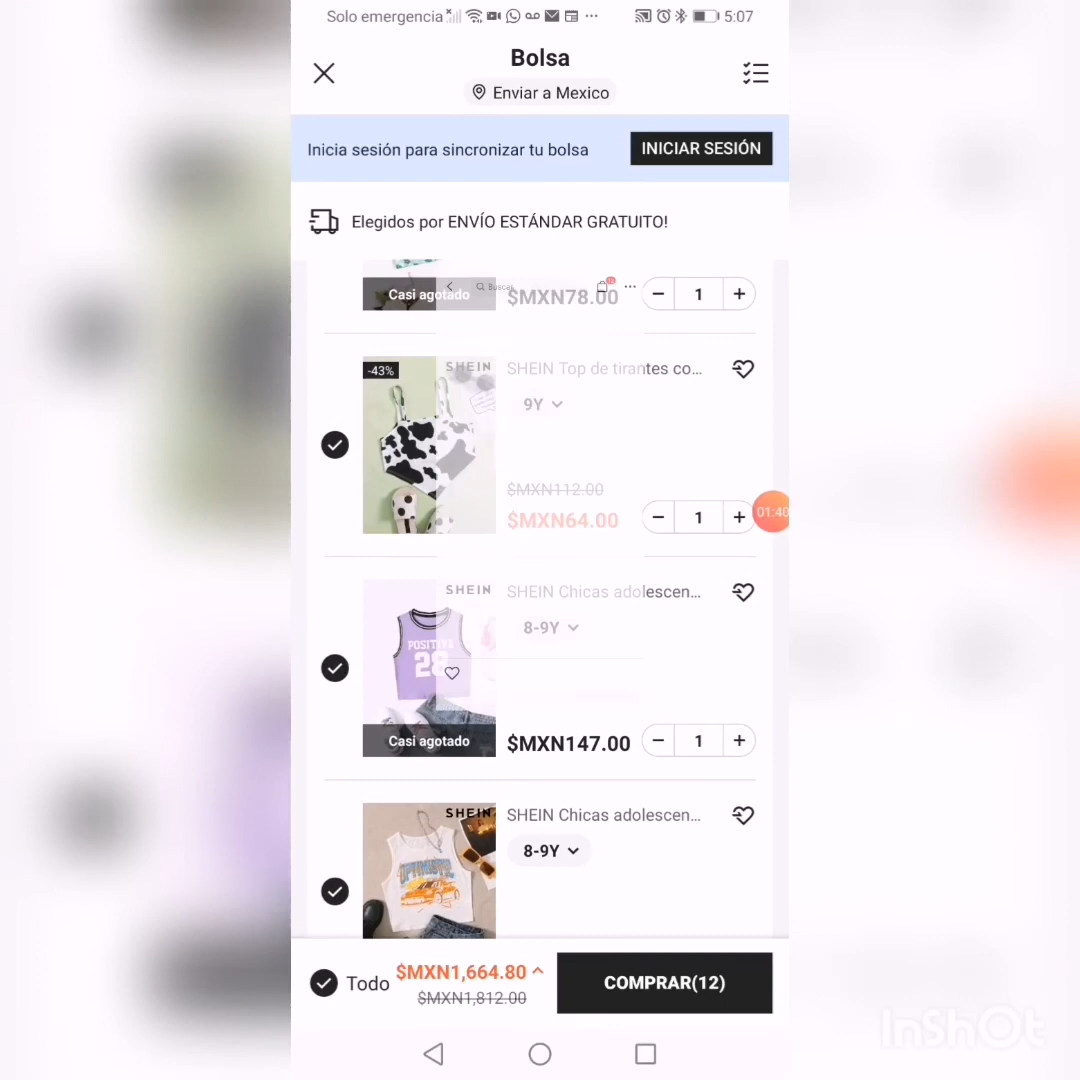 Solo emergencia
5:07
Bolsa
Enviar a Mexico
Inicia sesión para sincronizar tu bolsa
INICIAR SESIÓN
Elegidos por ENVÍO ESTÁNDAR GRATUITO!
Casi agotado
Buscar
$MXN78.00
1
-43%
SHEIN
SHEIN Top de tirantes co...
9Y
$MXN112.00
$MXN64.00
1
01:40
SHEIN
SHEIN Chicas adolescen...
8-9Y
POSITIVE
28
Casi agotado
$MXN147.00
1
SHEIN
SHEIN Chicas adolescen...
8-9Y
OPTIMISTIC
Todo
$MXN1,664.80
$MXN1,812.00
COMPRAR(12)
InShOt